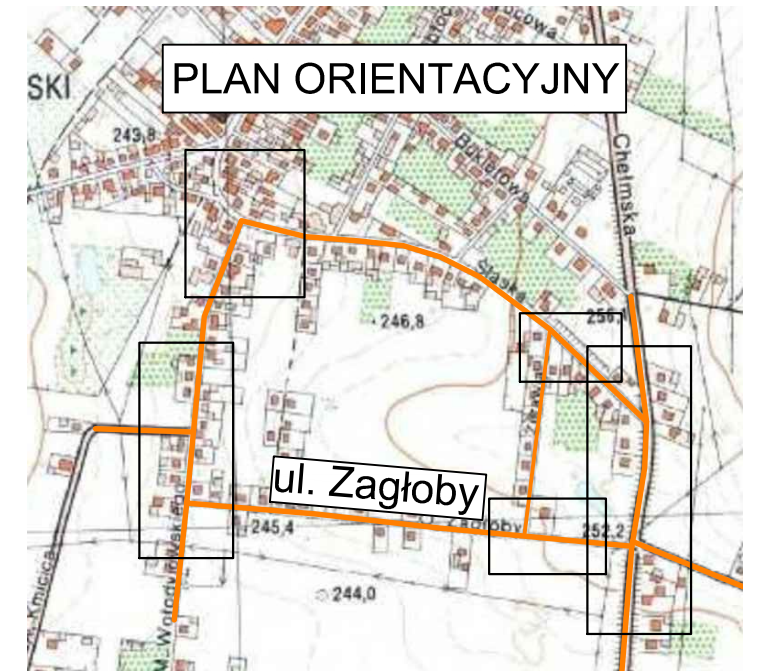 SKI
PLAN ORIENTACYJNY
243,8
Bukietowa
Chełmska
Śląska
246,8
256,1
ul. Zagłoby
Zagłoby
252,2
245,4
244,0
Kmicica
M. Wołodyjowskiego